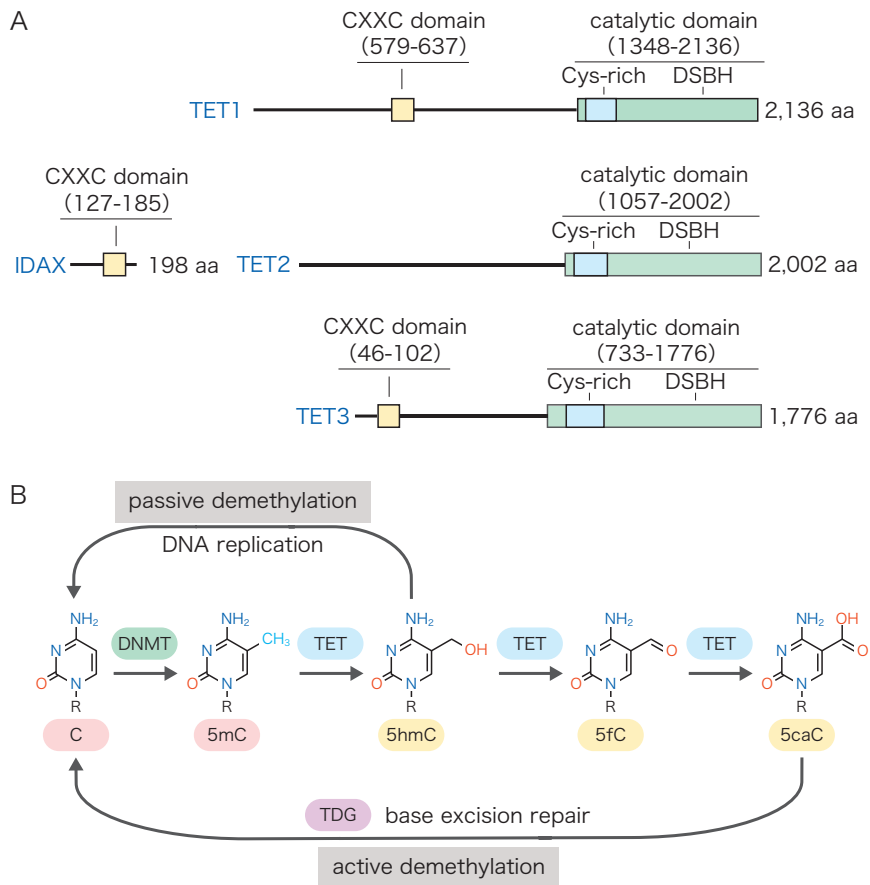 A
CXXC domain
(579-637)
catalytic domain
(1348-2136)
Cys-rich DSBH
TET1
2,136 aa
CXXC domain
(127-185)
IDAX
198 aa
catalytic domain
(1057-2002)
Cys-rich DSBH
TET2
2,002 aa
CXXC domain
(46-102)
catalytic domain
(733-1776)
Cys-rich DSBH
TET3
1,776 aa
B
passive demethylation
DNA replication
NH2
N
O
N
R
C
DNMT
NH2
CH3
N
O
N
R
5mC
TET
NH2
N
OH
O
N
R
5hmC
TET
NH2
N
O
O
N
R
5fC
TET
NH2
OH
N
O
O
N
R
5caC
TDG base excision repair
active demethylation